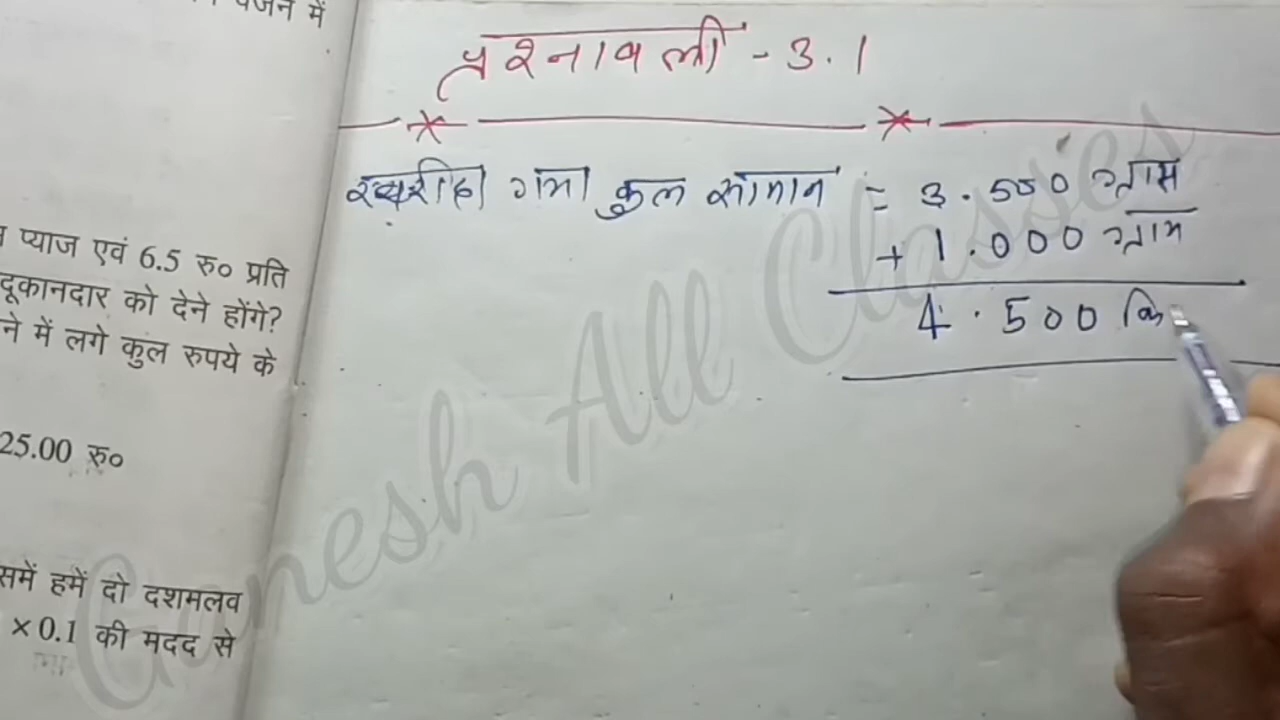 वजन में
प्याज एवं 6.5 रु० प्रति
दूकानदार को देने होंगे?
ने में लगे कुल रुपये के
25.00 रु०
समें हमें दो दशमलव
×0.1 की मदद से
प्रश्नावली - 3.1
खरीदा गया कुल सामान = 3.500 ग्राम
+ 1.000 ग्राम
4.500 कि
Ganesh All Classes